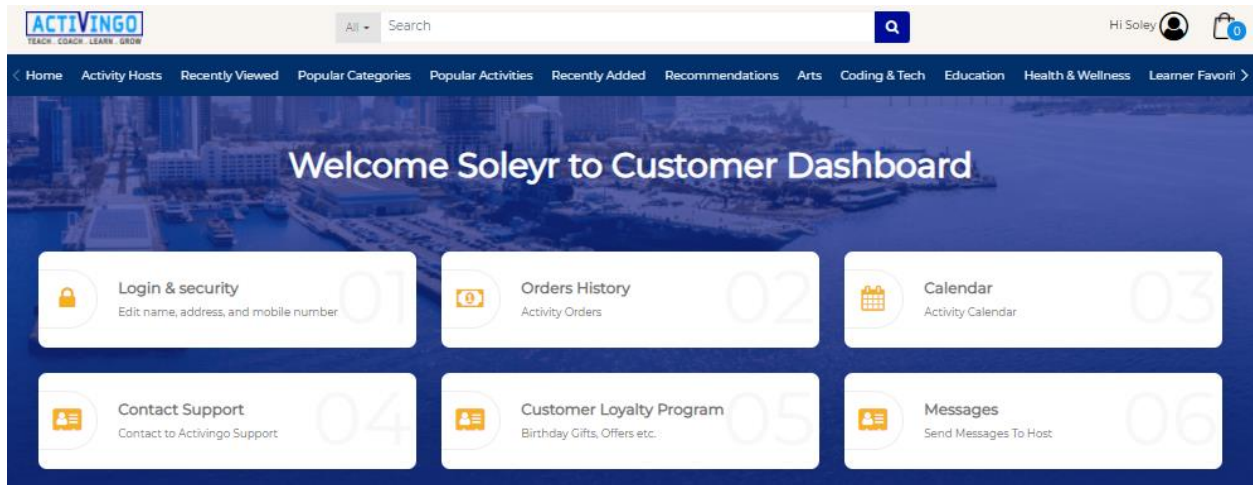 ACTIVINGO
TEACH . COACH . LEARN . GROW
All
Search
Hi Soley
0
Home Activity Hosts Recently Viewed Popular Categories Popular Activities Recently Added Recommendations Arts Coding & Tech Education Health & Wellness Learner Favorit
Welcome Soleyr to Customer Dashboard
Login & security
Edit name, address, and mobile number
01
Orders History
Activity Orders
02
Calendar
Activity Calendar
03
Contact Support
Contact to Activingo Support
04
Customer Loyalty Program
Birthday Gifts, Offers etc.
05
Messages
Send Messages To Host
06